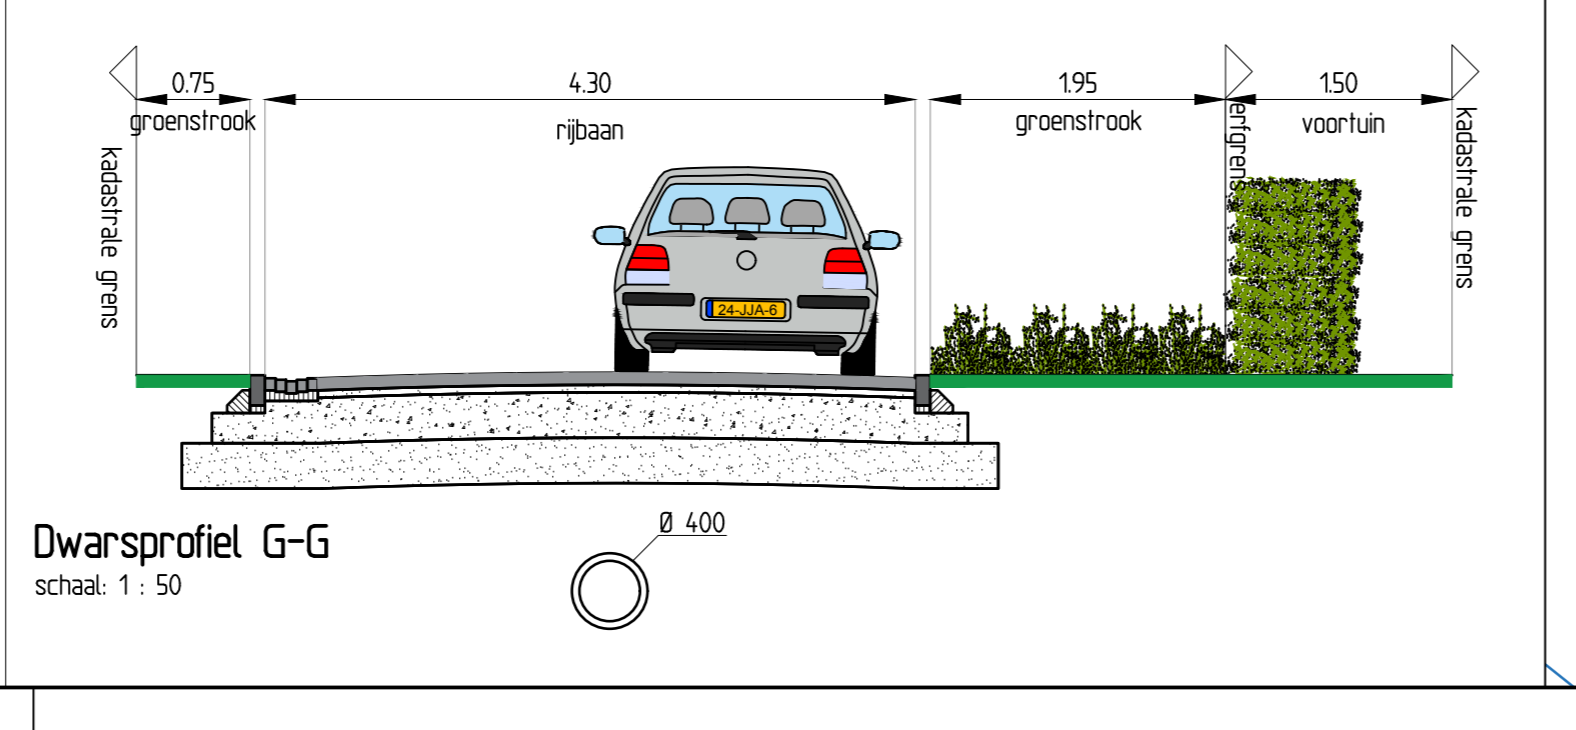 0.75
4.30
1.95
1.50
groenstrook
rijbaan
groenstrook
voortuin
kadastrale grens
erfgrens
kadastrale grens
24-JJA-6
Dwarsprofiel G-G
schaal: 1 : 50
Ø 400